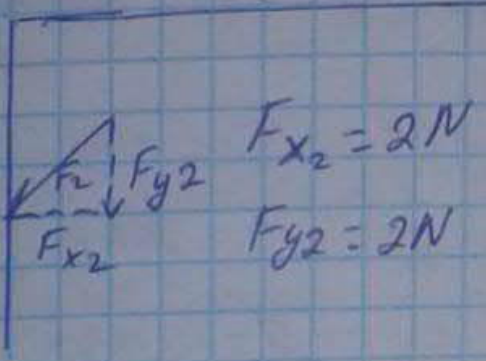 F₂ Fy2
Fx₂
Fx₂ = 2N
Fy2 = 2N